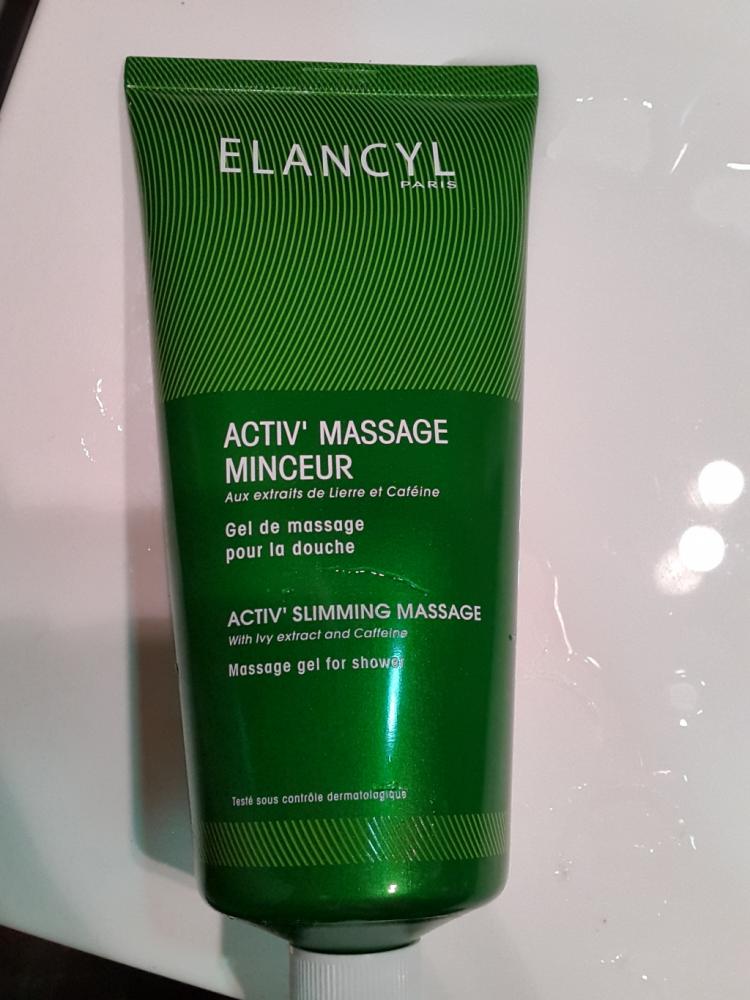 ELANCYL
PARIS
ACTIV' MASSAGE
MINCEUR
Aux extraits de Lierre et Caféine
Gel de massage
pour la douche
ACTIV' SLIMMING MASSAGE
With Ivy extract and Caffeine
Massage gel for shower
Testé sous contrôle dermatologique